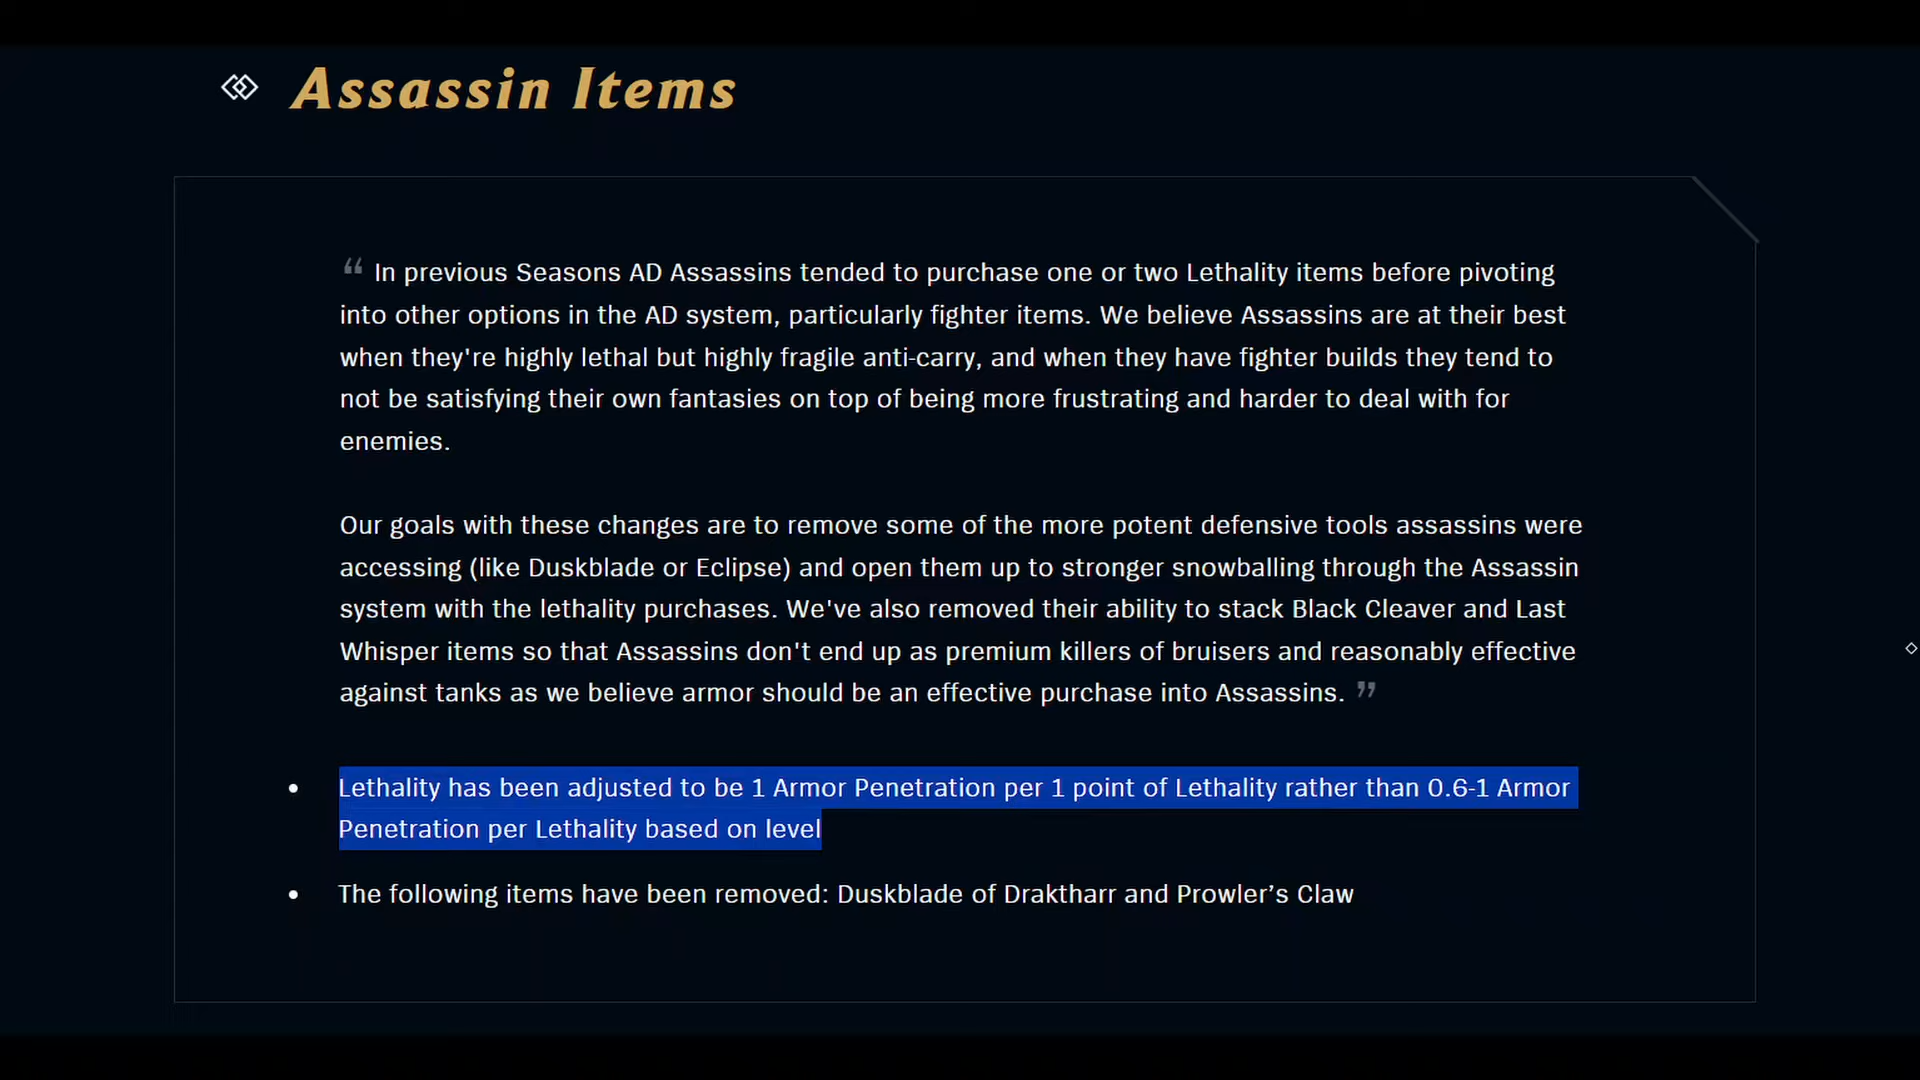 Assassin Items
“ In previous Seasons AD Assassins tended to purchase one or two Lethality items before pivoting
into other options in the AD system, particularly fighter items. We believe Assassins are at their best
when they're highly lethal but highly fragile anti-carry, and when they have fighter builds they tend to
not be satisfying their own fantasies on top of being more frustrating and harder to deal with for
enemies.
Our goals with these changes are to remove some of the more potent defensive tools assassins were
accessing (like Duskblade or Eclipse) and open them up to stronger snowballing through the Assassin
system with the lethality purchases. We've also removed their ability to stack Black Cleaver and Last
Whisper items so that Assassins don't end up as premium killers of bruisers and reasonably effective
against tanks as we believe armor should be an effective purchase into Assassins. ”
• Lethality has been adjusted to be 1 Armor Penetration per 1 point of Lethality rather than 0.6-1 Armor
Penetration per Lethality based on level
• The following items have been removed: Duskblade of Draktharr and Prowler’s Claw